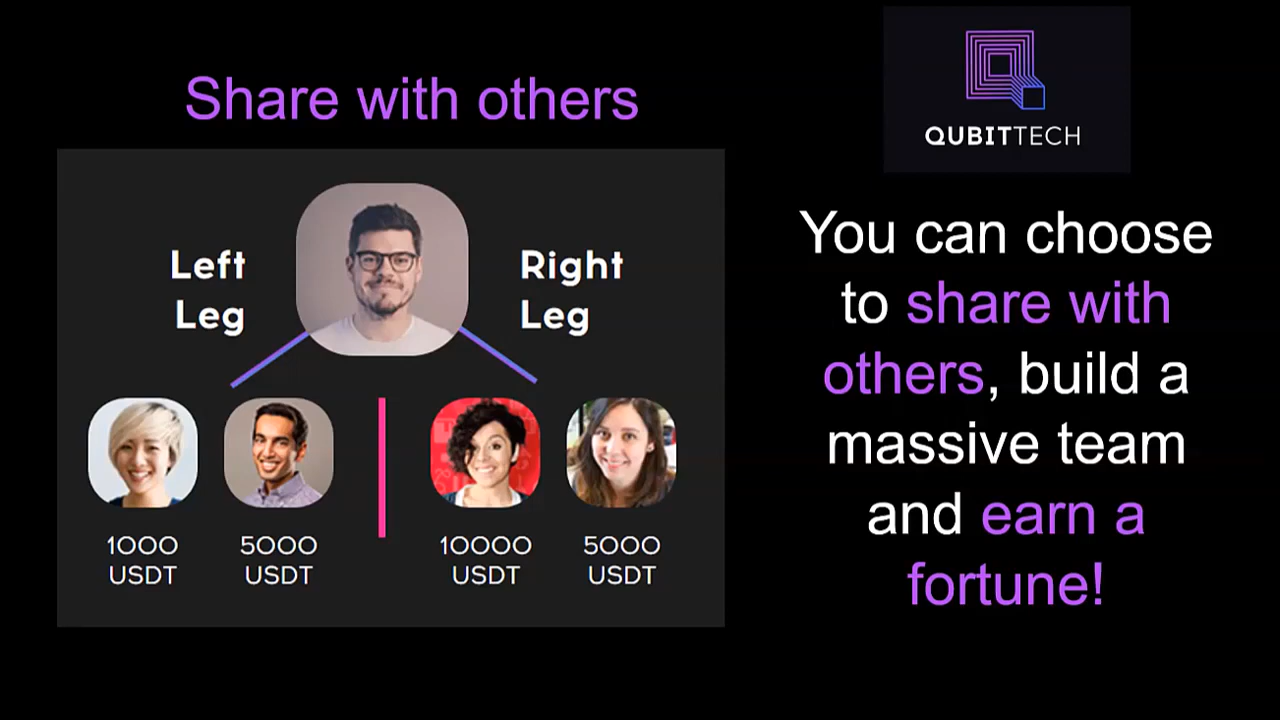 Share with others
QUBITTECH
Left
Leg
Right
Leg
1000
USDT
5000
USDT
10000
USDT
5000
USDT
You can choose
to share with
others, build a
massive team
and earn a
fortune!